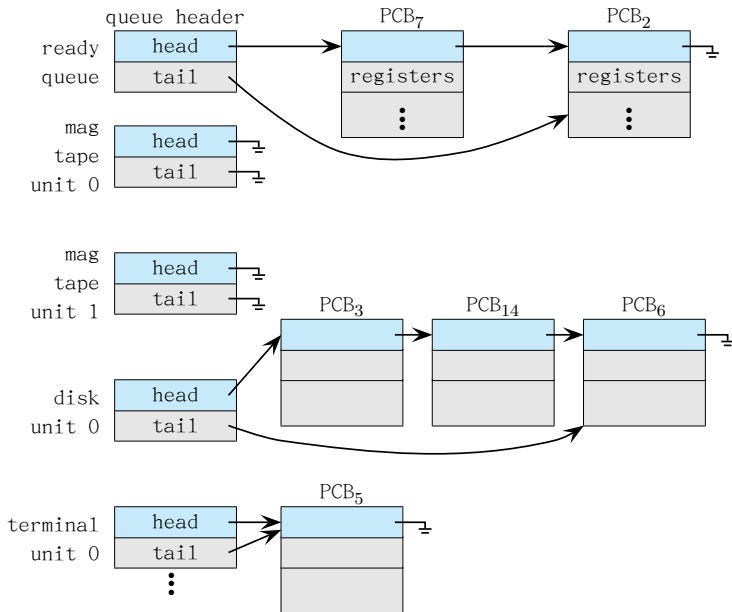 queue header PCB₇ PCB₂
ready head
queue tail registers registers
mag
tape head
unit 0 tail
mag
tape head
unit 1 tail
PCB₃ PCB₁₄ PCB₆
disk head
unit 0 tail
PCB₅
terminal head
unit 0 tail